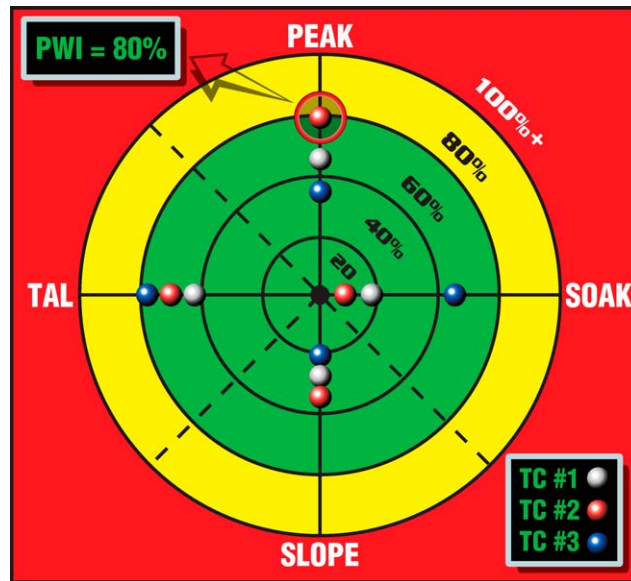 PWI = 80%
PEAK
100%+
80%
60%
40%
20
TAL
SOAK
SLOPE
TC #1
TC #2
TC #3